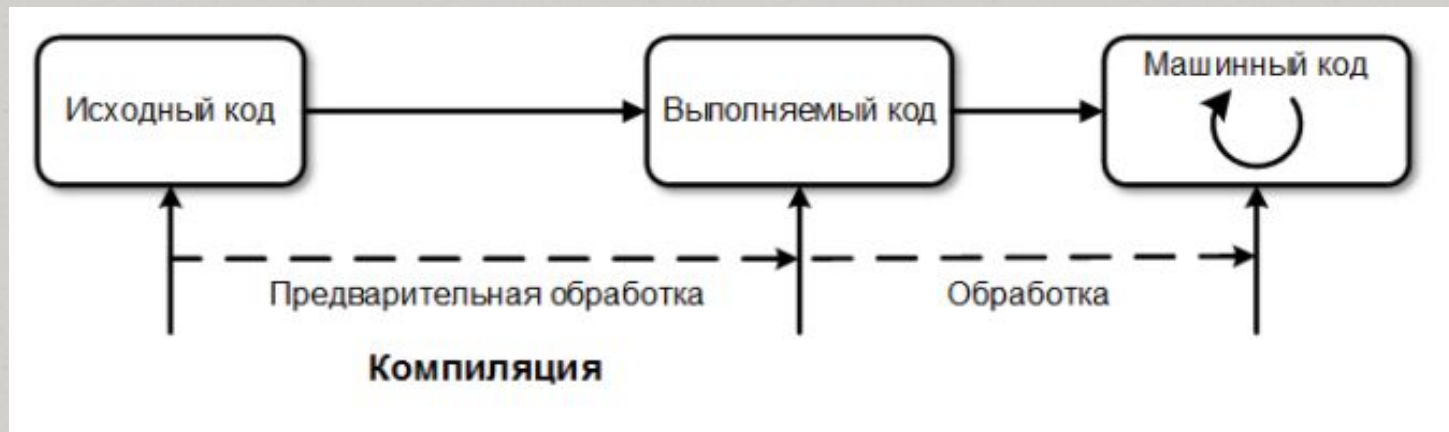 Исходный код
Выполняемый код
Машинный код
Предварительная обработка
Обработка
Компиляция